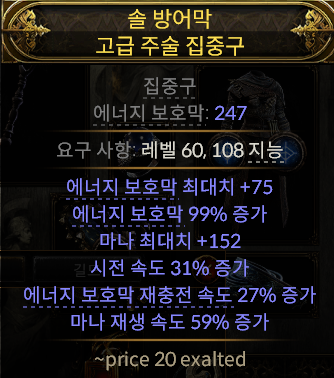 솔 방어막
고급 주술 집중구
집중구
에너지 보호막: 247
요구 사항: 레벨 60, 108 지능
에너지 보호막 최대치 +75
에너지 보호막 99% 증가
마나 최대치 +152
시전 속도 31% 증가
에너지 보호막 재충전 속도 27% 증가
마나 재생 속도 59% 증가
~price 20 exalted